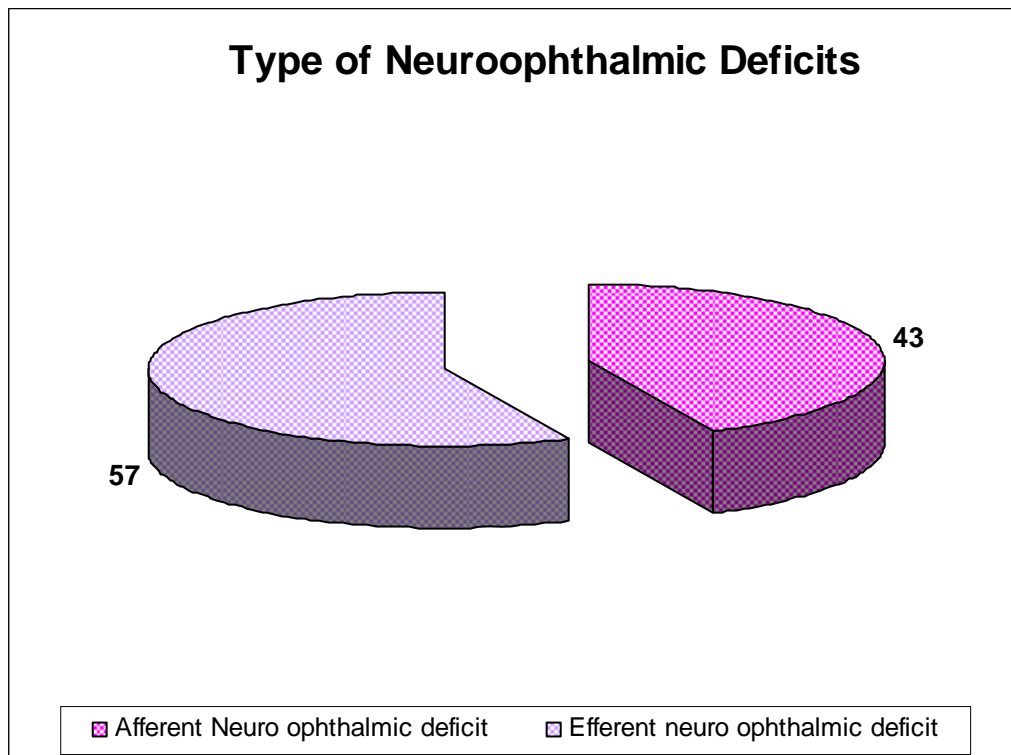 Type of Neuroophthalmic Deficits
43
57
Afferent Neuro ophthalmic deficit
Efferent neuro ophthalmic deficit